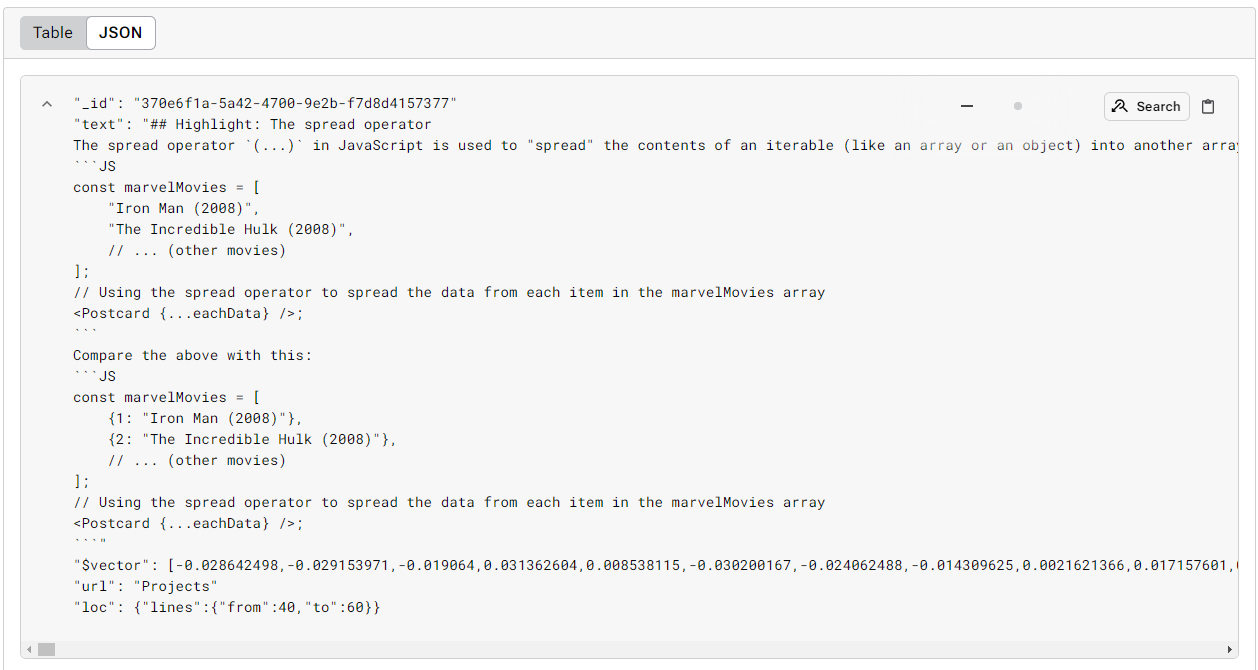 Table JSON
"_id": "370e6f1a-5a42-4700-9e2b-f7d8d4157377"
Search
"text": "## Highlight: The spread operator
The spread operator `(...)` in JavaScript is used to "spread" the contents of an iterable (like an array or an object) into another array
```JS
const marvelMovies = [
    "Iron Man (2008)",
    "The Incredible Hulk (2008)",
    // ... (other movies)
];
// Using the spread operator to spread the data from each item in the marvelMovies array
<Postcard {...eachData} />;
```
Compare the above with this:
```JS
const marvelMovies = [
    {1: "Iron Man (2008)"},
    {2: "The Incredible Hulk (2008)"},
    // ... (other movies)
];
// Using the spread operator to spread the data from each item in the marvelMovies array
<Postcard {...eachData} />;
```"
"$vector": [-0.028642498,-0.029153971,-0.019064,0.031362604,0.008538115,-0.030200167,-0.024062488,-0.014309625,0.0021621366,0.017157601,
"url": "Projects"
"loc": {"lines":{"from":40,"to":60}}